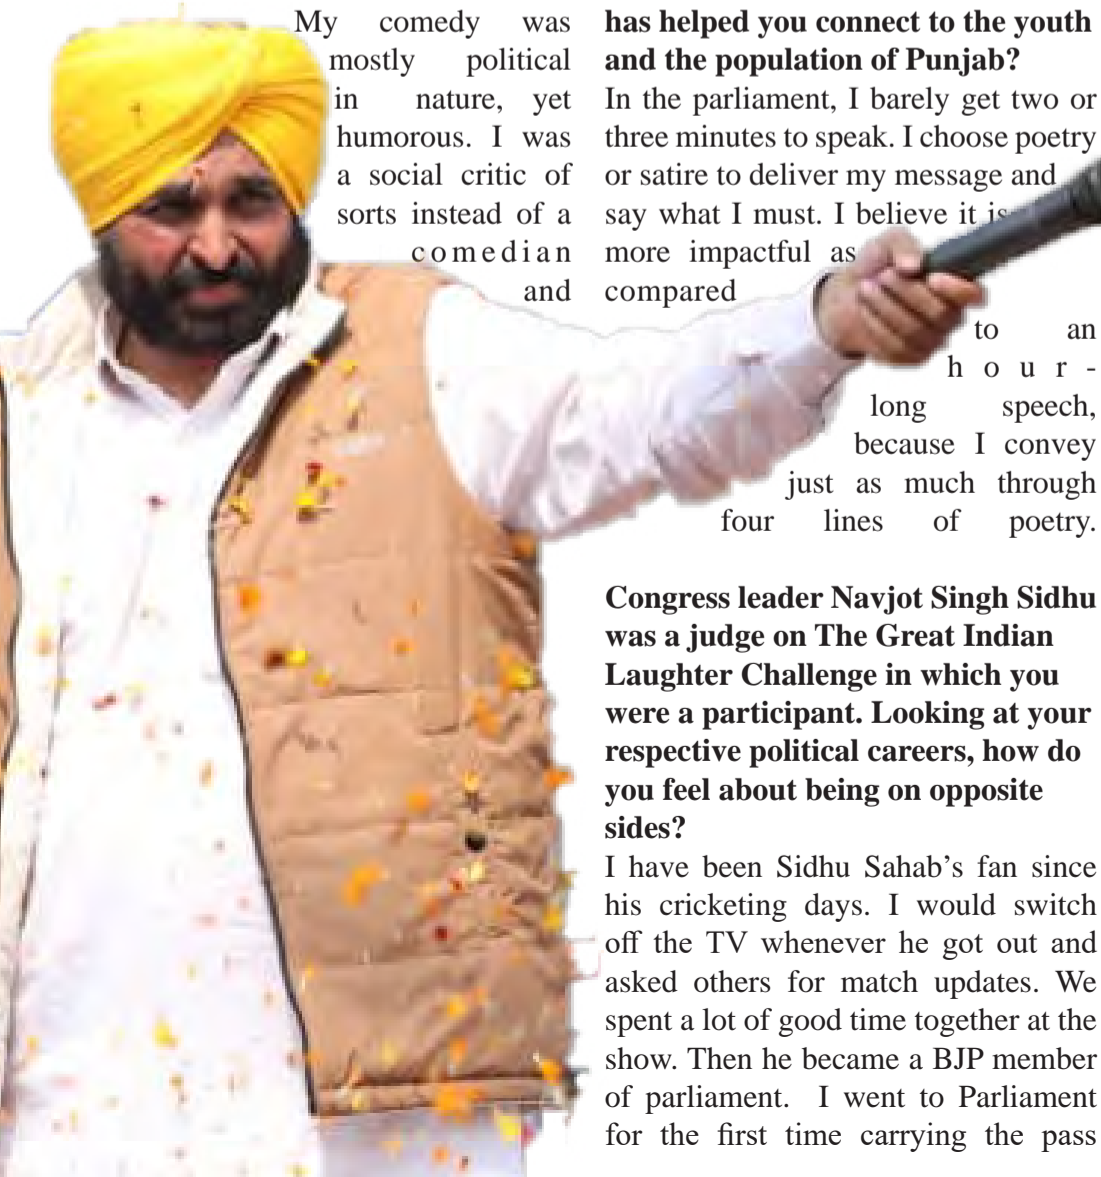 My comedy was
mostly political
in nature, yet
humorous. I was
a social critic of
sorts instead of a
comedian
and
has helped you connect to the youth
and the population of Punjab?
In the parliament, I barely get two or
three minutes to speak. I choose poetry
or satire to deliver my message and
say what I must. I believe it is
more impactful as
compared
to an
hour-
long speech,
because I convey
just as much through
four lines of poetry.
Congress leader Navjot Singh Sidhu
was a judge on The Great Indian
Laughter Challenge in which you
were a participant. Looking at your
respective political careers, how do
you feel about being on opposite
sides?
I have been Sidhu Sahab’s fan since
his cricketing days. I would switch
off the TV whenever he got out and
asked others for match updates. We
spent a lot of good time together at the
show. Then he became a BJP member
of parliament. I went to Parliament
for the first time carrying the pass